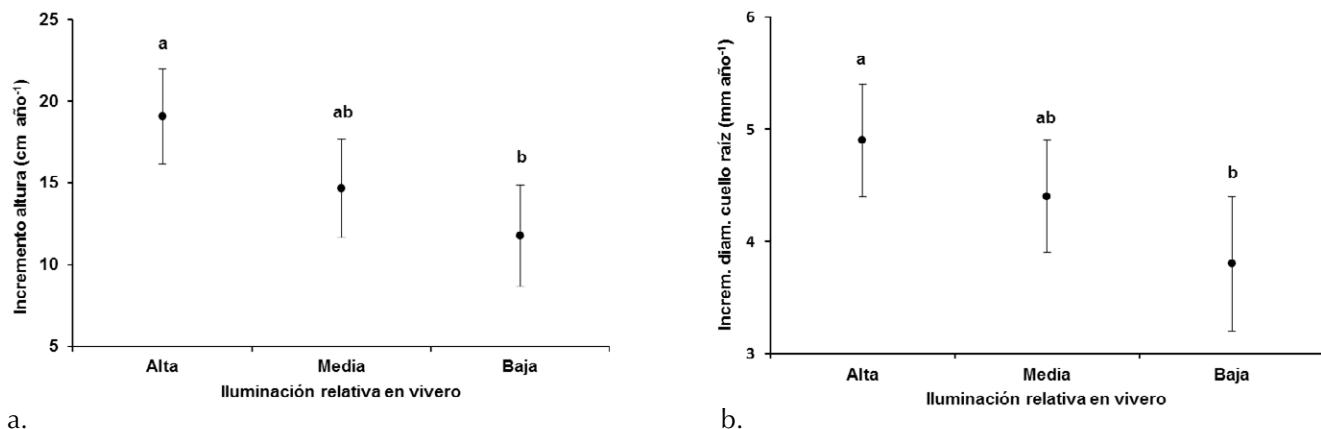 25
20
15
10
5
Incremento altura (cm año⁻¹)
a
ab
b
Alta Media Baja
Iluminación relativa en vivero
a.
6
5
4
3
Increm. diam. cuello raíz (mm año⁻¹)
a
ab
b
Alta Media Baja
Iluminación relativa en vivero
b.